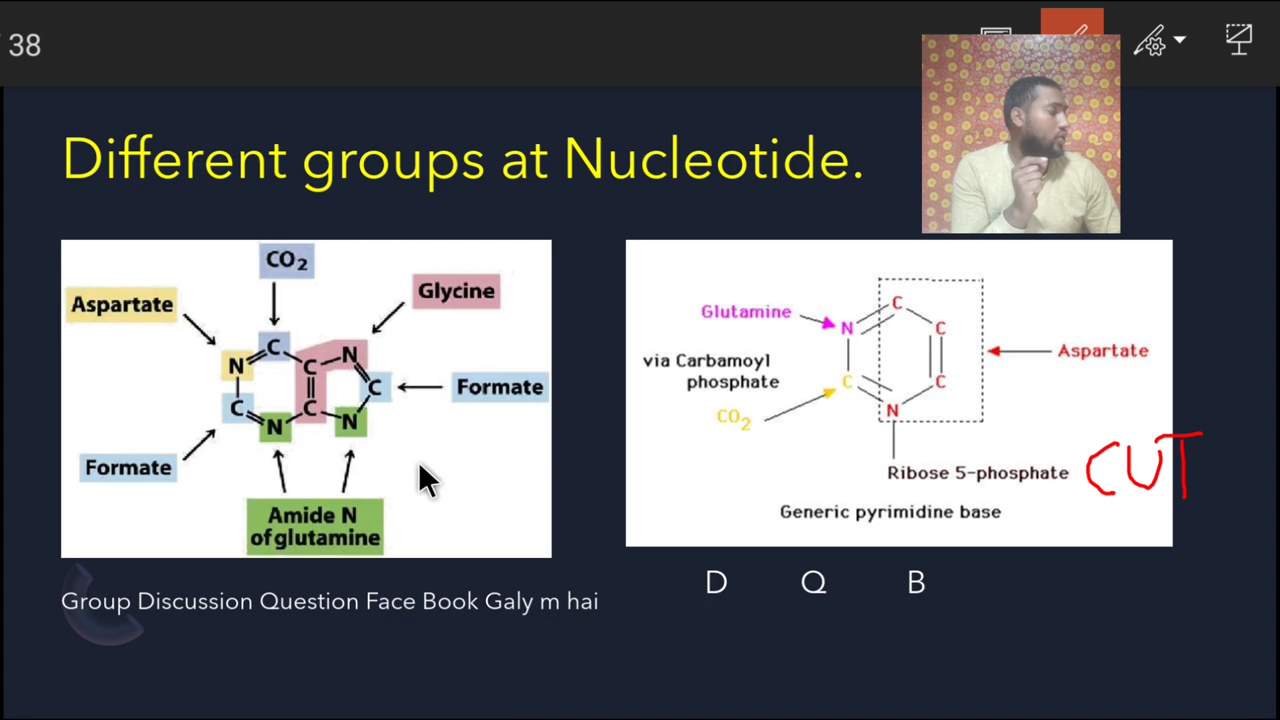 38
Different groups at Nucleotide.
CO2
Aspartate
Glycine
N
C
C
N
C
C
C
N
N
Formate
Formate
Amide N
of glutamine
Glutamine
via Carbamoyl
phosphate
CO2
N
C
C
C
C
N
Aspartate
Ribose 5-phosphate
CUT
Generic pyrimidine base
D Q B
Group Discussion Question Face Book Galy m hai